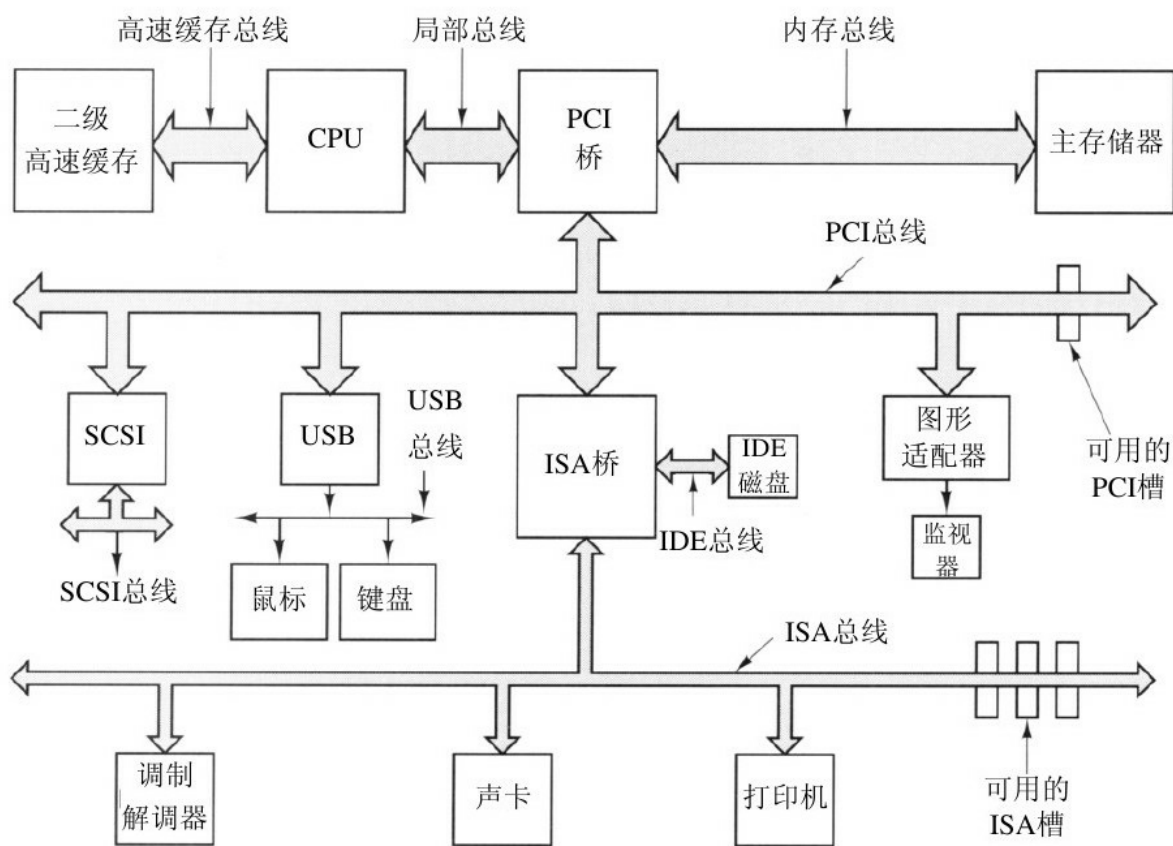 高速缓存总线
局部总线
内存总线
二级
高速缓存
CPU
PCI
桥
主存储器
PCI总线
SCSI
USB
USB
总线
ISA桥
IDE
磁盘
图形
适配器
可用的
PCI槽
IDE总线
监视
器
SCSI总线
鼠标
键盘
ISA总线
调制
解调器
声卡
打印机
可用的
ISA槽